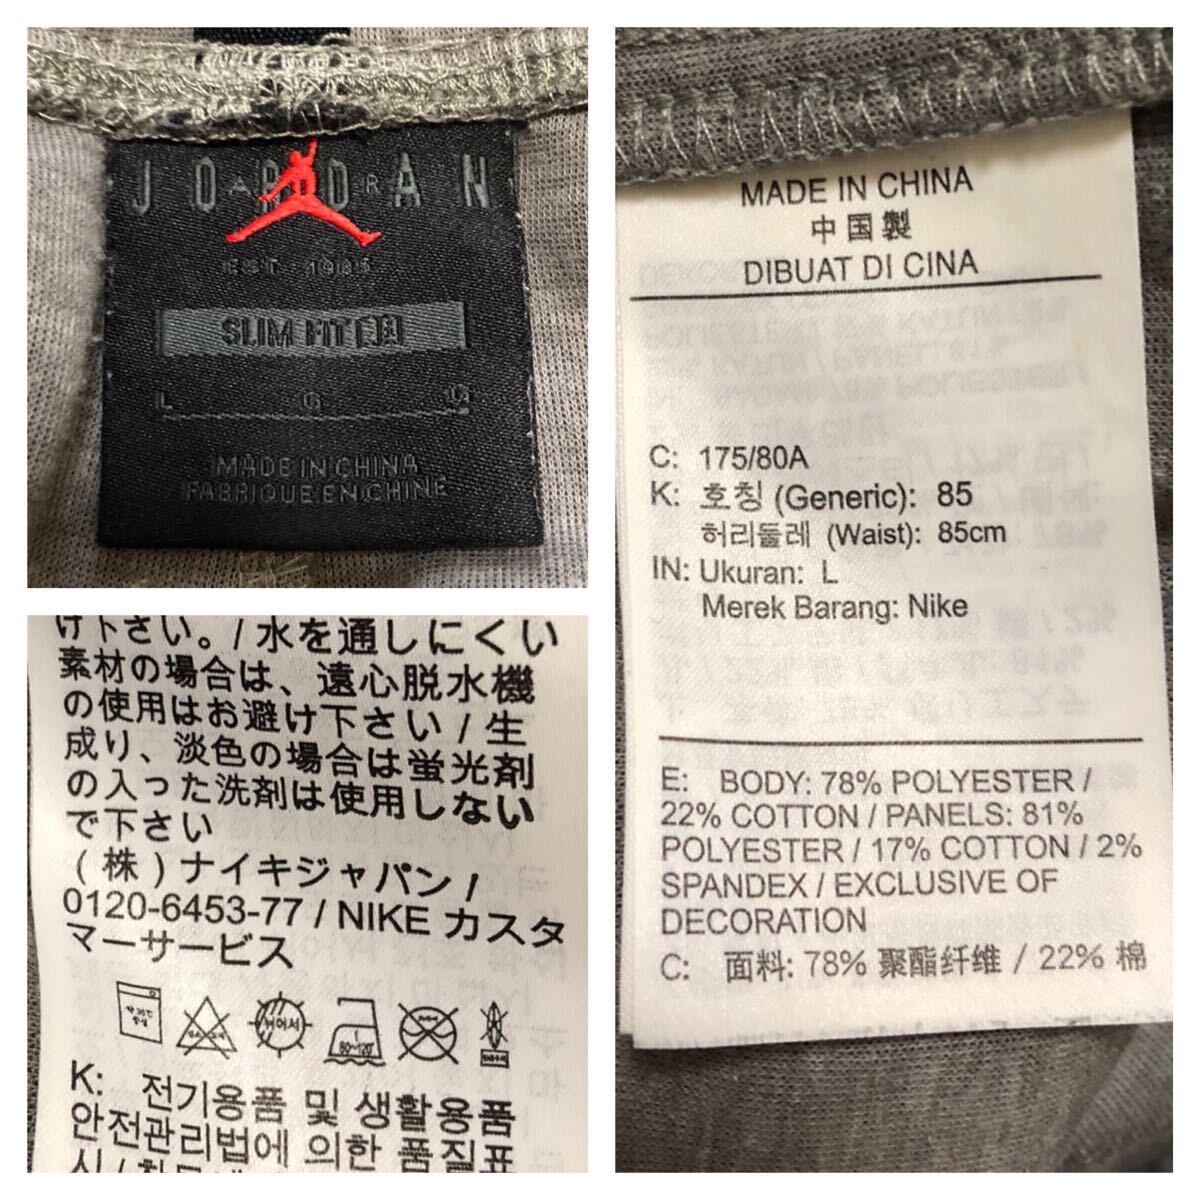 JORDAN
AIR
EST. 1985
SLIM FIT
L G G
MADE IN CHINA
FABRIQUE EN CHINE
け下さい。/ 水を通しにくい
素材の場合は、遠心脱水機
の使用はお避け下さい / 生
成り、淡色の場合は蛍光剤
の入った洗剤は使用しない
で下さい
(株)ナイキジャパン /
0120-6453-77 / NIKE カスタ
マーサービス
80~120℃
K: 전기용품 및 생활용품
안전관리법에 의한 품질표
MADE IN CHINA
中国製
DIBUAT DI CINA
C: 175/80A
K: 호칭 (Generic): 85
허리둘레 (Waist): 85cm
IN: Ukuran: L
Merek Barang: Nike
E: BODY: 78% POLYESTER /
22% COTTON / PANELS: 81%
POLYESTER / 17% COTTON / 2%
SPANDEX / EXCLUSIVE OF
DECORATION
C: 面料: 78% 聚酯纤维 / 22% 棉